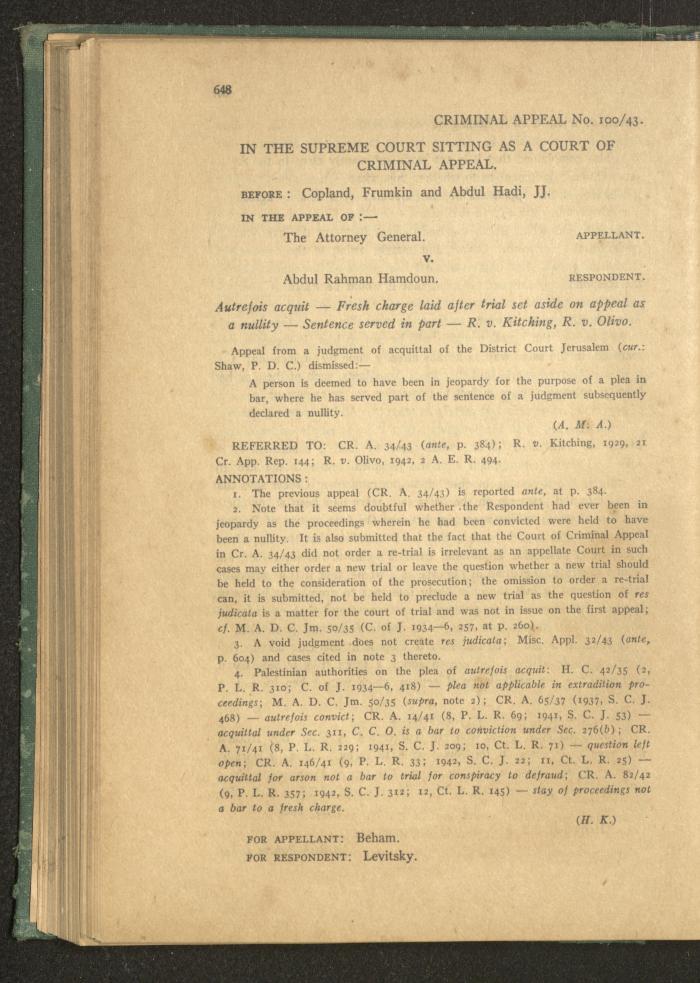 648
CRIMINAL APPEAL No. 100/43.
IN THE SUPREME COURT SITTING AS A COURT OF
CRIMINAL APPEAL.
BEFORE : Copland, Frumkin and Abdul Hadi, JJ.
IN THE APPEAL OF :—
The Attorney General. APPELLANT.
v.
Abdul Rahman Hamdoun. RESPONDENT.
Autrefois acquit — Fresh charge laid after trial set aside on appeal as
a nullity — Sentence served in part — R. v. Kitching, R. v. Olivo.
Appeal from a judgment of acquittal of the District Court Jerusalem (cur.:
Shaw, P. D. C.) dismissed:—
A person is deemed to have been in jeopardy for the purpose of a plea in
bar, where he has served part of the sentence of a judgment subsequently
declared a nullity.
(A. M. A.)
REFERRED TO: CR. A. 34/43 (ante, p. 384); R. v. Kitching, 1929, 21
Cr. App. Rep. 144; R. v. Olivo, 1942, 2 A. E. R. 494.
ANNOTATIONS :
1. The previous appeal (CR. A. 34/43) is reported ante, at p. 384.
2. Note that it seems doubtful whether the Respondent had ever been in
jeopardy as the proceedings wherein he had been convicted were held to have
been a nullity. It is also submitted that the fact that the Court of Criminal Appeal
in Cr. A. 34/43 did not order a re-trial is irrelevant as an appellate Court in such
cases may either order a new trial or leave the question whether a new trial should
be held to the consideration of the prosecution; the omission to order a re-trial
can, it is submitted, not be held to preclude a new trial as the question of res
judicata is a matter for the court of trial and was not in issue on the first appeal;
cf. M. A. D. C. Jm. 50/35 (C. of J. 1934—6, 257, at p. 260).
3. A void judgment does not create res judicata; Misc. Appl. 32/43 (ante,
p. 604) and cases cited in note 3 thereto.
4. Palestinian authorities on the plea of autrefois acquit: H. C. 42/35 (2,
P. L. R. 310; C. of J. 1934—6, 418) — plea not applicable in extradition pro-
ceedings; M. A. D. C. Jm. 50/35 (supra, note 2); CR. A. 65/37 (1937, S. C. J.
468) — autrefois convict; CR. A. 14/41 (8, P. L. R. 69; 1941, S. C. J. 53) —
acquittal under Sec. 311, C. C. O. is a bar to conviction under Sec. 276(b); CR.
A. 71/41 (8, P. L. R. 229; 1941, S. C. J. 209; 10, Ct. L. R. 71) — question left
open; CR. A. 146/41 (9, P. L. R. 33; 1942, S. C. J. 22; 11, Ct. L. R. 25) —
acquittal for arson not a bar to trial for conspiracy to defraud; CR. A. 82/42
(9, P. L. R. 357; 1942, S. C. J. 312; 12, Ct. L. R. 145) — stay of proceedings not
a bar to a fresh charge.
(H. K.)
FOR APPELLANT: Beham.
FOR RESPONDENT: Levitsky.